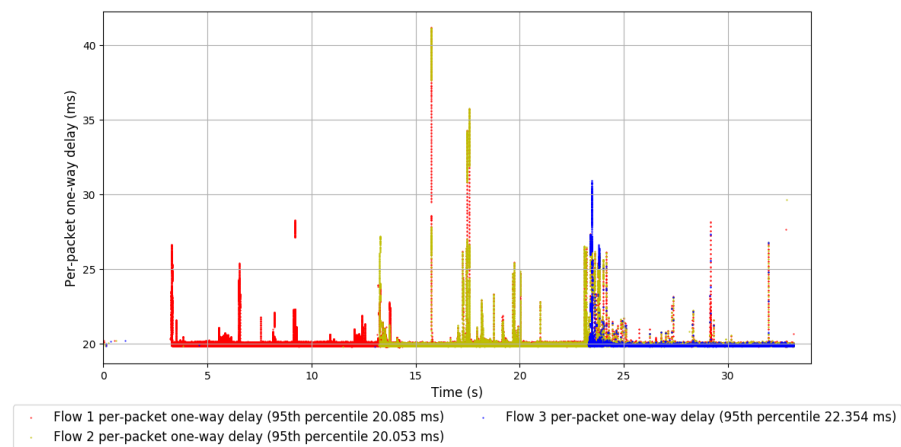 40
35
30
25
20
Per-packet one-way delay (ms)
0 5 10 15 20 25 30
Time (s)
Flow 1 per-packet one-way delay (95th percentile 20.085 ms)
Flow 2 per-packet one-way delay (95th percentile 20.053 ms)
Flow 3 per-packet one-way delay (95th percentile 22.354 ms)